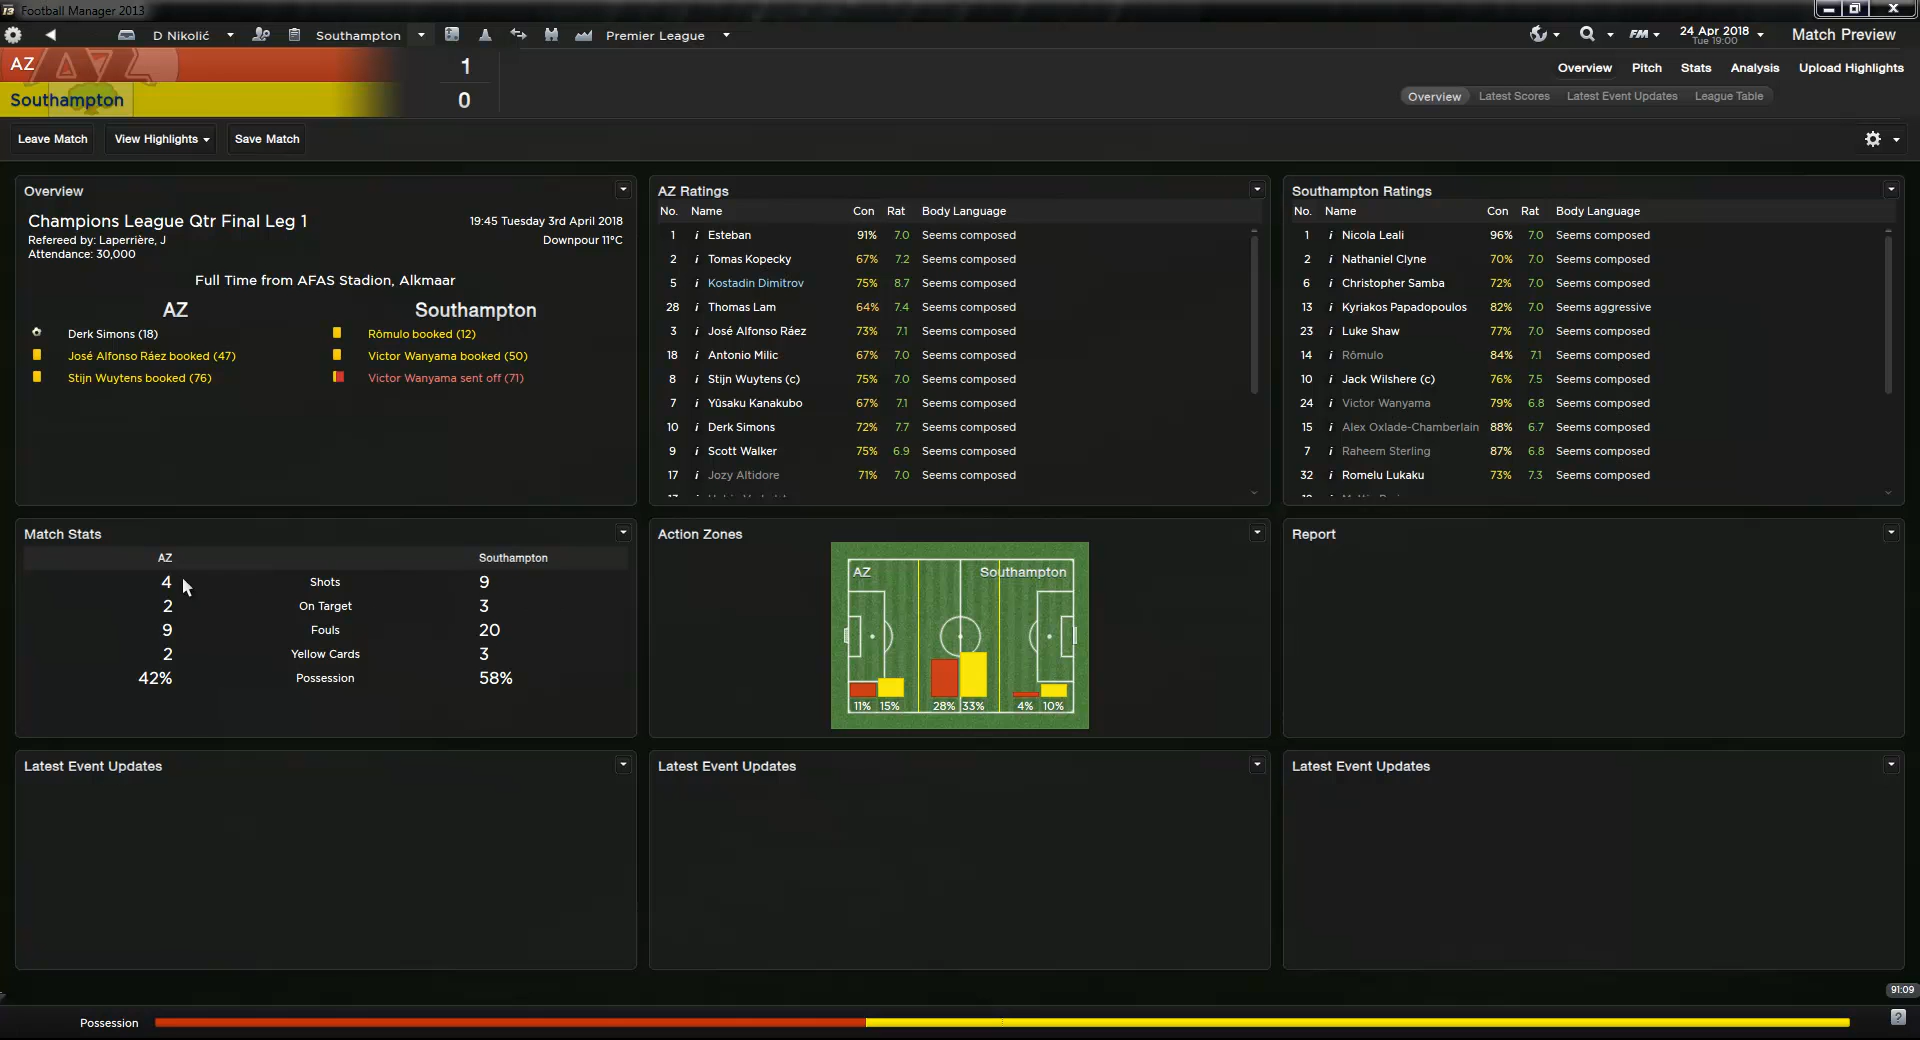 Football Manager 2013
D Nikolić Southampton Premier League FM 24 Apr 2018 Tue 19:00 Match Preview
AZ 1
Southampton 0
Overview Pitch Stats Analysis Upload Highlights
Overview Latest Scores Latest Event Updates League Table
Leave Match View Highlights Save Match
Overview
Champions League Qtr Final Leg 1 19:45 Tuesday 3rd April 2018
Refereed by: Laperrière, J Downpour 11°C
Attendance: 30,000
Full Time from AFAS Stadion, Alkmaar
AZ Southampton
Derk Simons (18) Rômulo booked (12)
José Alfonso Ráez booked (47) Victor Wanyama booked (50)
Stijn Wuytens booked (76) Victor Wanyama sent off (71)
AZ Ratings
No. Name Con Rat Body Language
1 i Esteban 91% 7.0 Seems composed
2 i Tomas Kopecky 67% 7.2 Seems composed
5 i Kostadin Dimitrov 75% 8.7 Seems composed
28 i Thomas Lam 64% 7.4 Seems composed
3 i José Alfonso Ráez 73% 7.1 Seems composed
18 i Antonio Milic 67% 7.0 Seems composed
8 i Stijn Wuytens (c) 75% 7.0 Seems composed
7 i Yûsaku Kanakubo 67% 7.1 Seems composed
10 i Derk Simons 72% 7.7 Seems composed
9 i Scott Walker 75% 6.9 Seems composed
17 i Jozy Altidore 71% 7.0 Seems composed
Southampton Ratings
No. Name Con Rat Body Language
1 i Nicola Leali 96% 7.0 Seems composed
2 i Nathaniel Clyne 70% 7.0 Seems composed
6 i Christopher Samba 72% 7.0 Seems composed
13 i Kyriakos Papadopoulos 82% 7.0 Seems aggressive
23 i Luke Shaw 77% 7.0 Seems composed
14 i Rômulo 84% 7.1 Seems composed
10 i Jack Wilshere (c) 76% 7.5 Seems composed
24 i Victor Wanyama 79% 6.8 Seems composed
15 i Alex Oxlade-Chamberlain 88% 6.7 Seems composed
7 i Raheem Sterling 87% 6.8 Seems composed
32 i Romelu Lukaku 73% 7.3 Seems composed
Match Stats
AZ Southampton
4 Shots 9
2 On Target 3
9 Fouls 20
2 Yellow Cards 3
42% Possession 58%
Action Zones
AZ Southampton
11% 15% 28% 33% 4% 10%
Report
Latest Event Updates
Latest Event Updates
Latest Event Updates
91:09
Possession ?